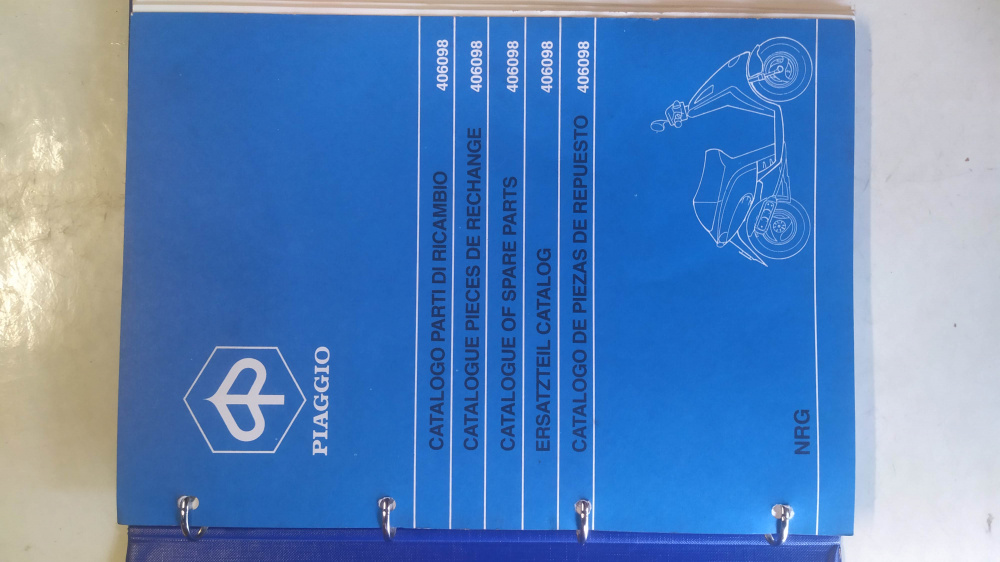 PIAGGIO
CATALOGO PARTI DI RICAMBIO 406098
CATALOGUE PIECES DE RECHANGE 406098
CATALOGUE OF SPARE PARTS 406098
ERSATZTEIL CATALOG 406098
CATALOGO DE PIEZAS DE REPUESTO 406098
NRG